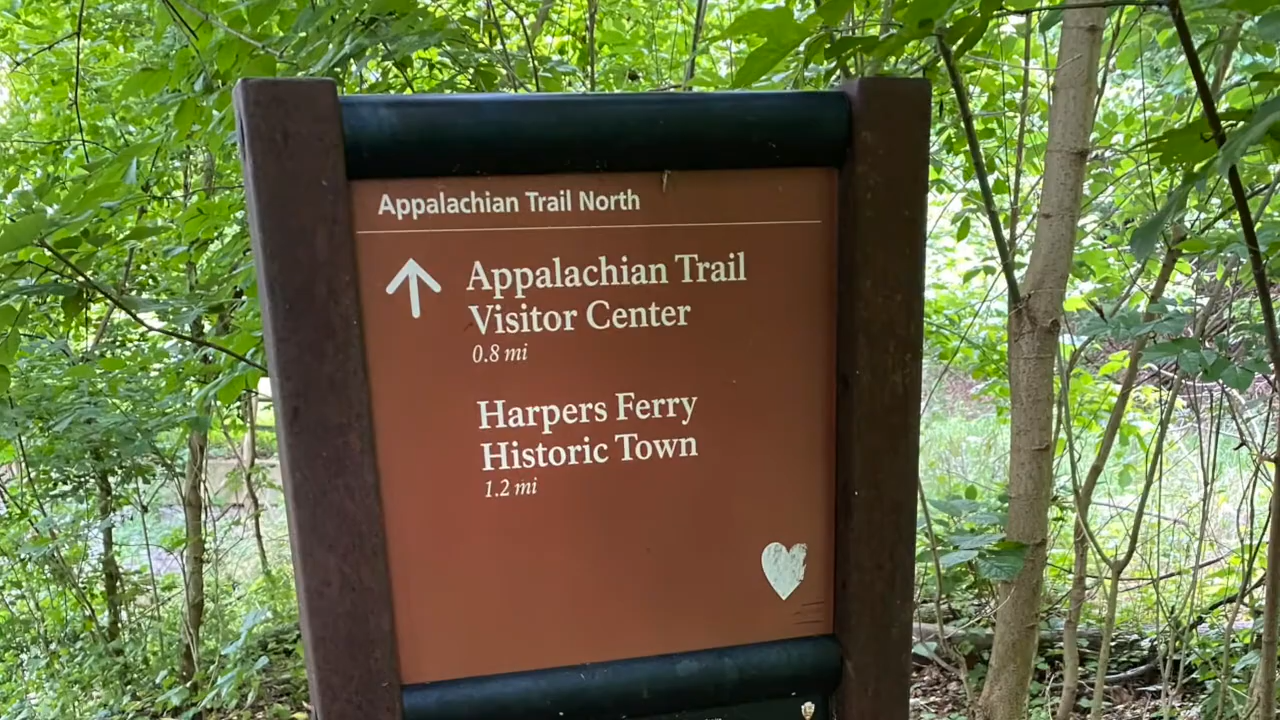 Appalachian Trail North
Appalachian Trail
Visitor Center
0.8 mi
Harpers Ferry
Historic Town
1.2 mi